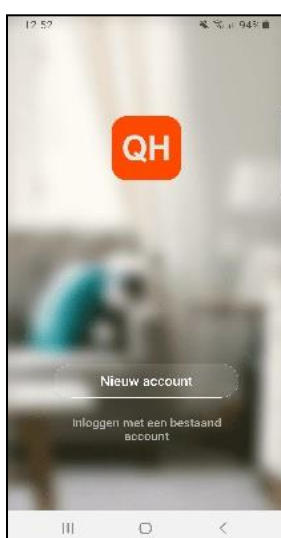 12:52
94%
QH
Nieuw account
Inloggen met een bestaand
account